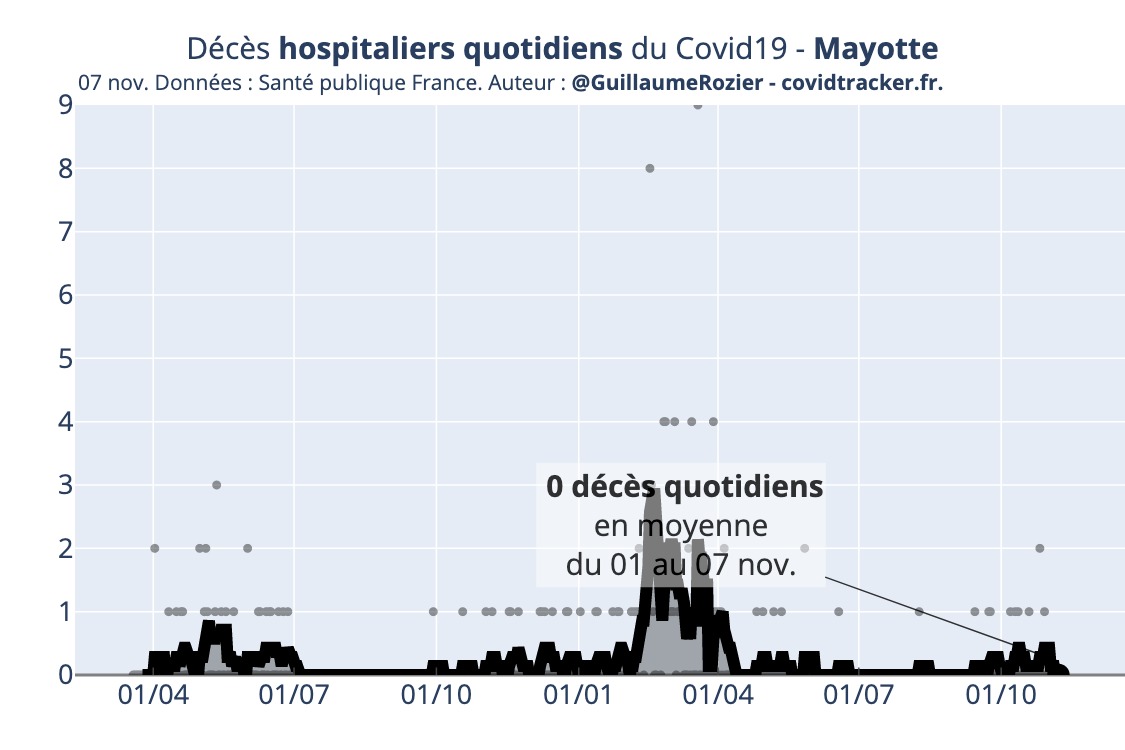 Décès hospitaliers quotidiens du Covid19 - Mayotte
07 nov. Données : Santé publique France. Auteur : @GuillaumeRozier - covidtracker.fr.
9
8
7
6
5
4
3
2
1
0
0 décès quotidiens
en moyenne
du 01 au 07 nov.
01/04 01/07 01/10 01/01 01/04 01/07 01/10